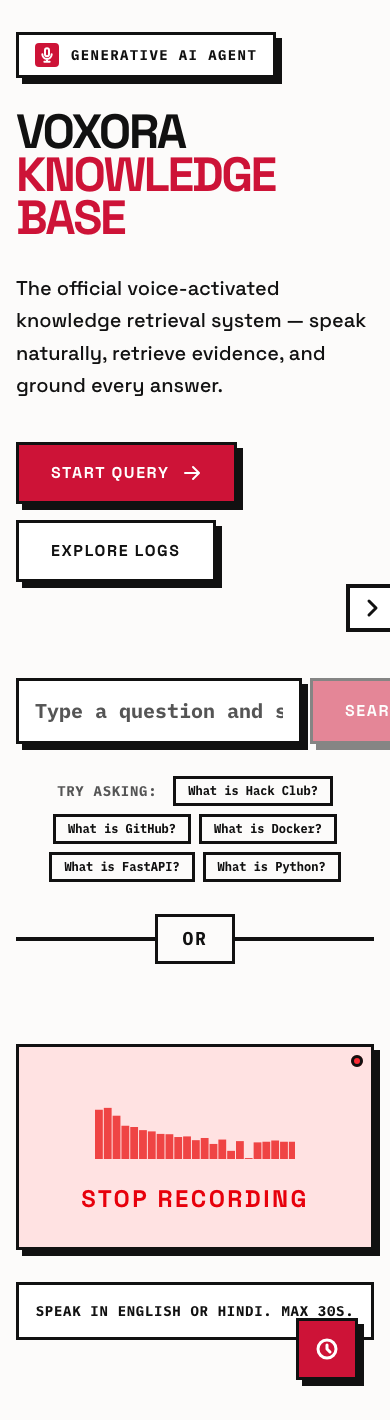 GENERATIVE AI AGENT
VOXORA
KNOWLEDGE
BASE
The official voice-activated
knowledge retrieval system — speak
naturally, retrieve evidence, and
ground every answer.
START QUERY
EXPLORE LOGS
Type a question and s
SEAR
TRY ASKING:
What is Hack Club?
What is GitHub?
What is Docker?
What is FastAPI?
What is Python?
OR
STOP RECORDING
SPEAK IN ENGLISH OR HINDI. MAX 30S.